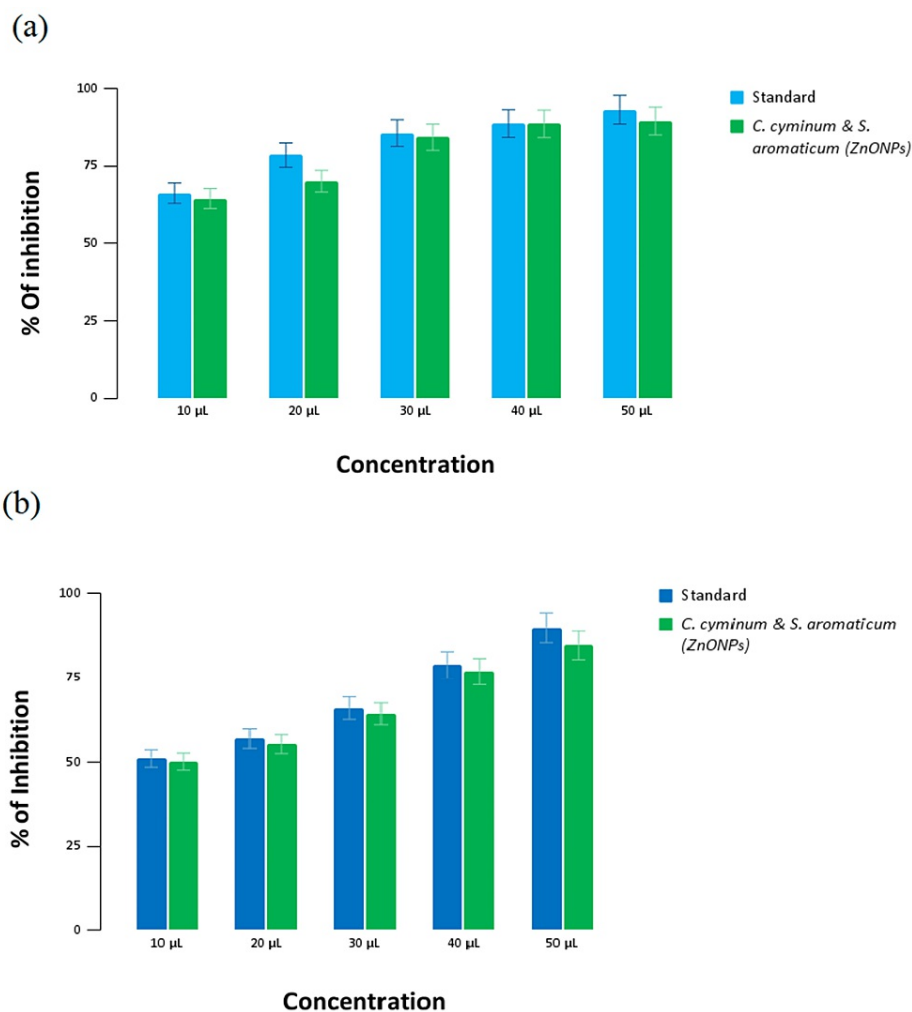 (a)
100
75
50
25
0
% Of inhibition
10 µL
20 µL
30 µL
40 µL
50 µL
Concentration
Standard
C. cyminum & S.
aromaticum (ZnONPs)
(b)
100
75
50
25
0
% of Inhibition
10 µL
20 µL
30 µL
40 µL
50 µL
Concentration
Standard
C. cyminum & S. aromaticum
(ZnONPs)